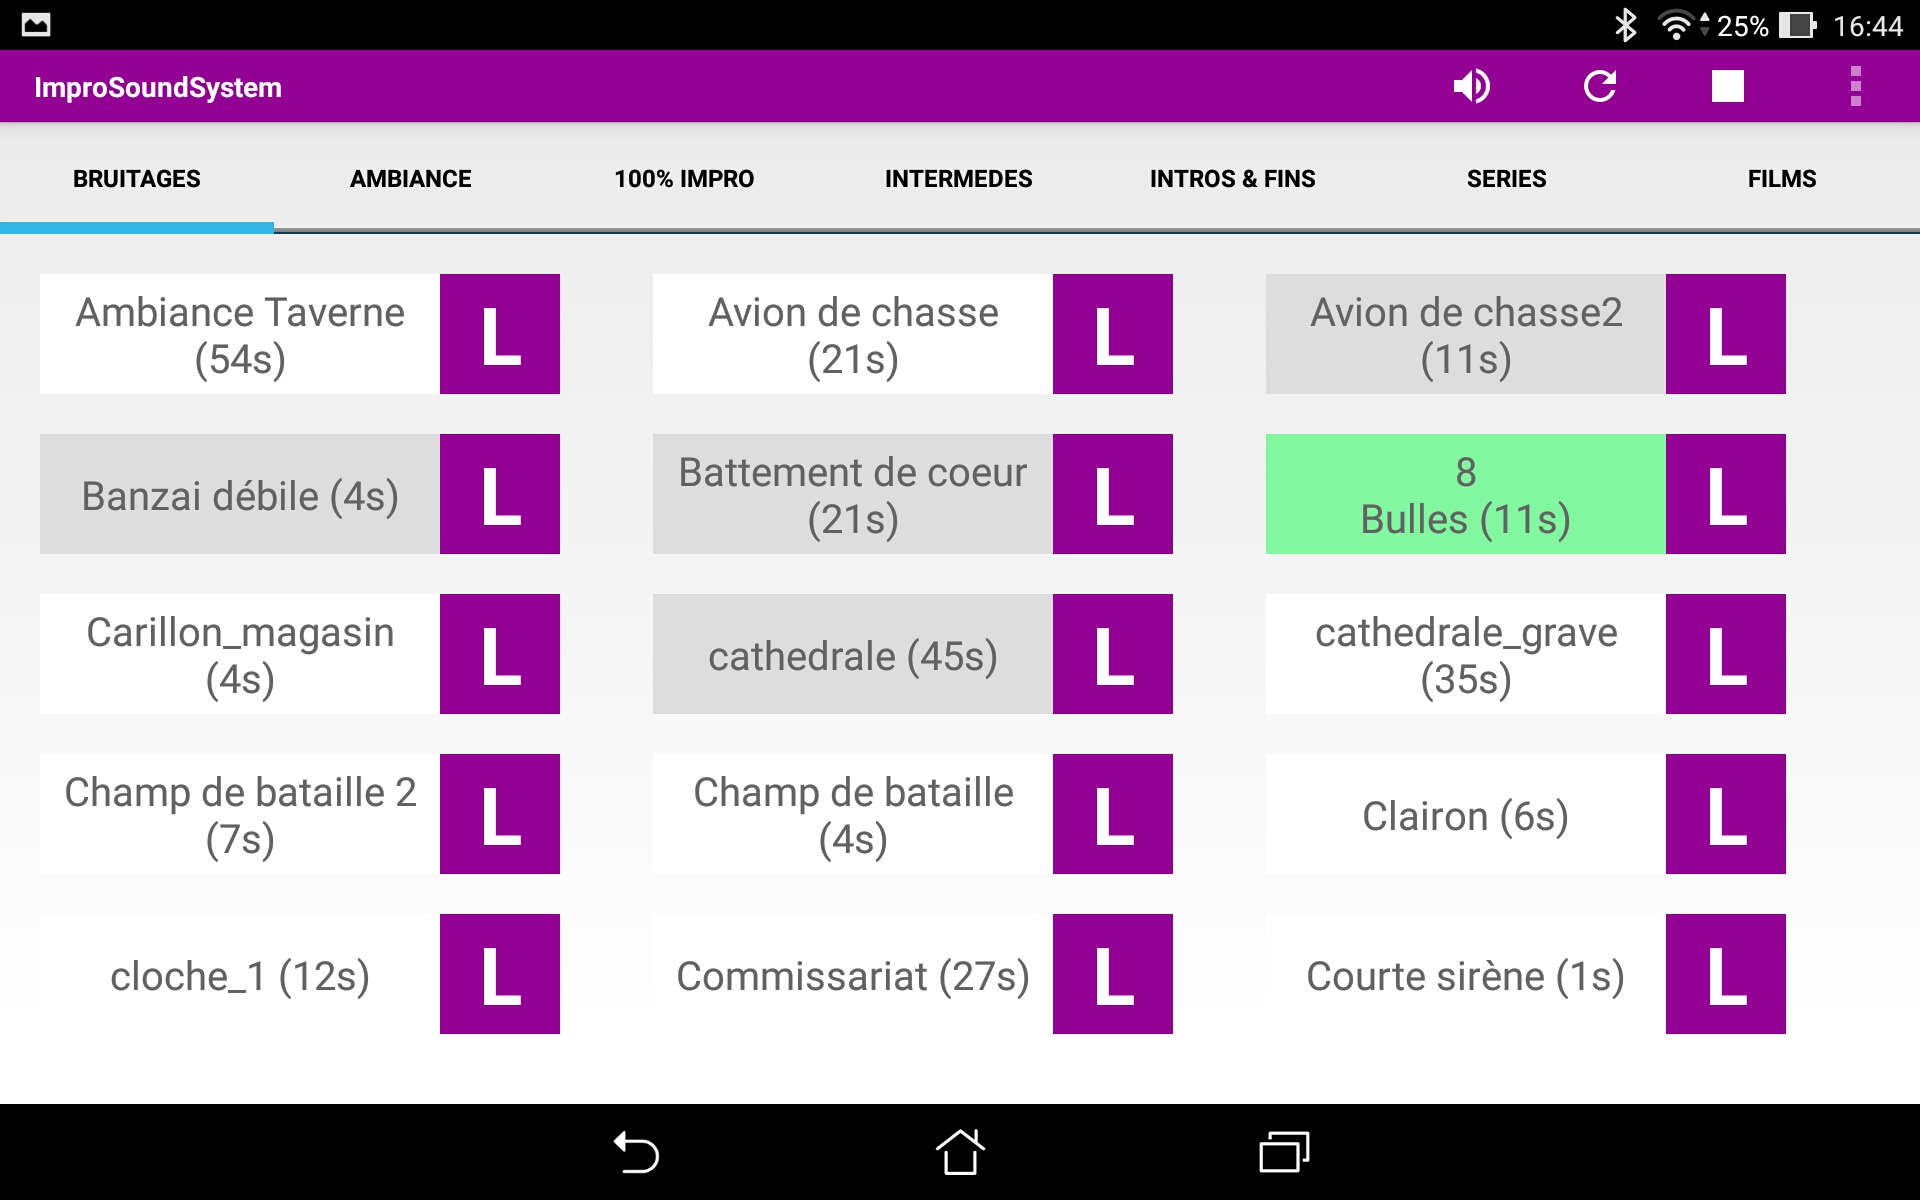 25% 16:44
ImproSoundSystem
BRUITAGES AMBIANCE 100% IMPRO INTERMEDES INTROS & FINS SERIES FILMS
Ambiance Taverne
(54s)
L
Avion de chasse
(21s)
L
Avion de chasse2
(11s)
L
Banzai débile (4s)
L
Battement de coeur
(21s)
L
8
Bulles (11s)
L
Carillon_magasin
(4s)
L
cathedrale (45s)
L
cathedrale_grave
(35s)
L
Champ de bataille 2
(7s)
L
Champ de bataille
(4s)
L
Clairon (6s)
L
cloche_1 (12s)
L
Commissariat (27s)
L
Courte sirène (1s)
L